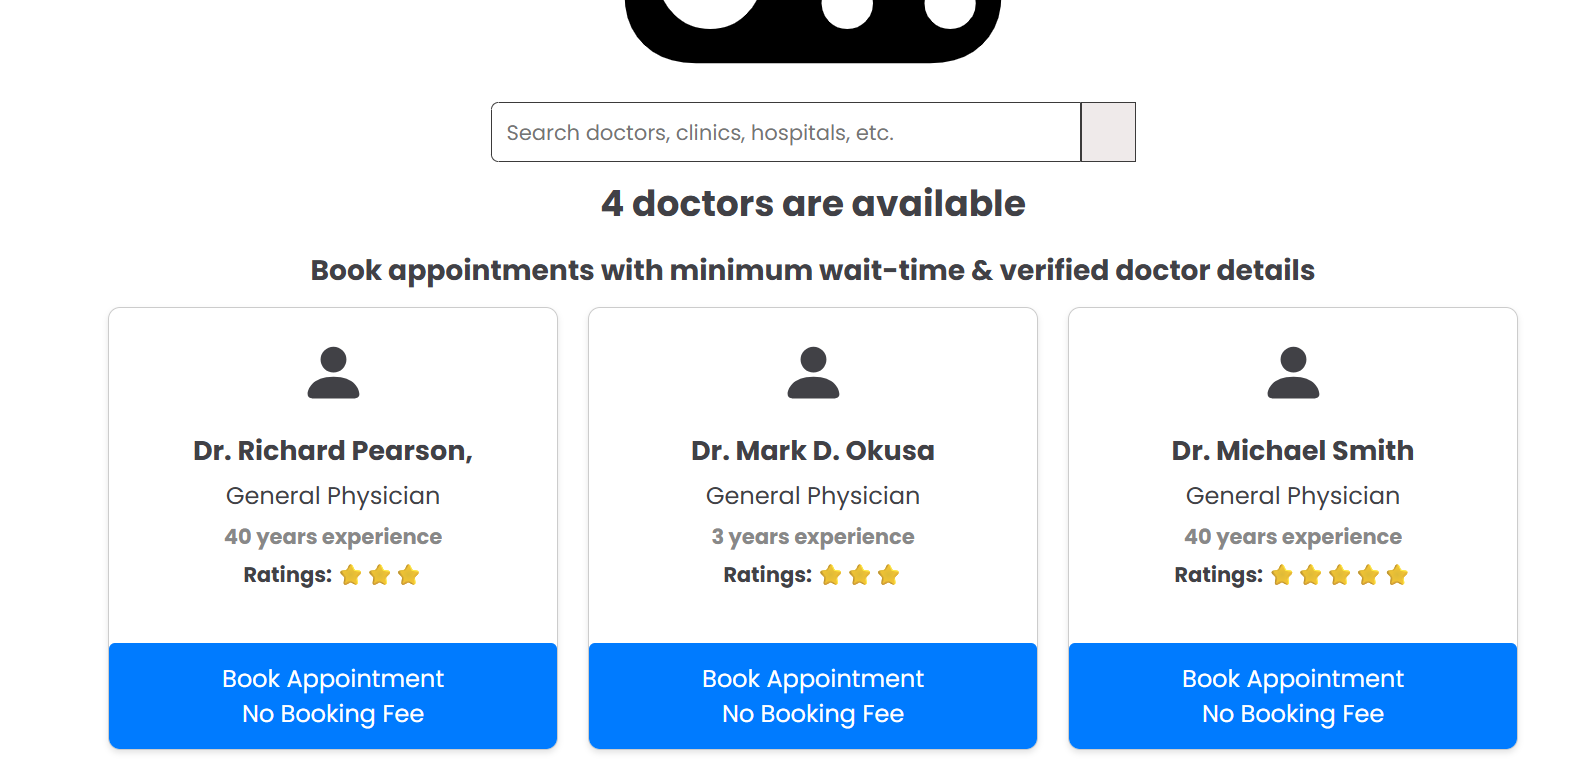 Search doctors, clinics, hospitals, etc.
4 doctors are available
Book appointments with minimum wait-time & verified doctor details
Dr. Richard Pearson,
General Physician
40 years experience
Ratings: ⭐⭐⭐
Book Appointment
No Booking Fee
Dr. Mark D. Okusa
General Physician
3 years experience
Ratings: ⭐⭐⭐
Book Appointment
No Booking Fee
Dr. Michael Smith
General Physician
40 years experience
Ratings: ⭐⭐⭐⭐⭐
Book Appointment
No Booking Fee